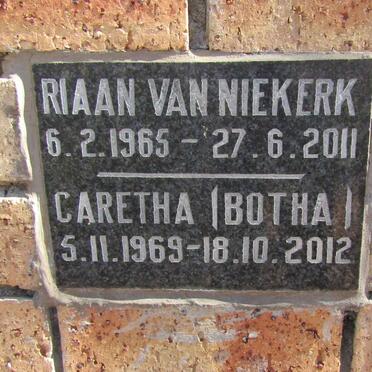 RIAAN VAN NIEKERK
6.2.1965 - 27.6.2011
CARETHA (BOTHA)
5.11.1969-18.10.2012